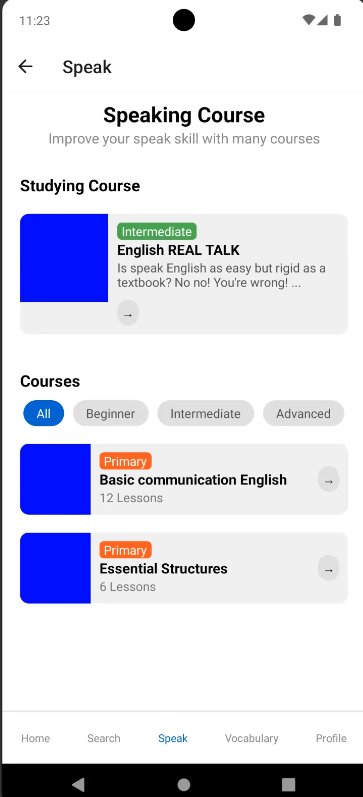 11:23
Speak
Speaking Course
Improve your speak skill with many courses
Studying Course
Intermediate
English REAL TALK
Is speak English as easy but rigid as a
textbook? No no! You're wrong! ...
→
Courses
All Beginner Intermediate Advanced
Primary
Basic communication English
12 Lessons
→
Primary
Essential Structures
6 Lessons
→
Home Search Speak Vocabulary Profile